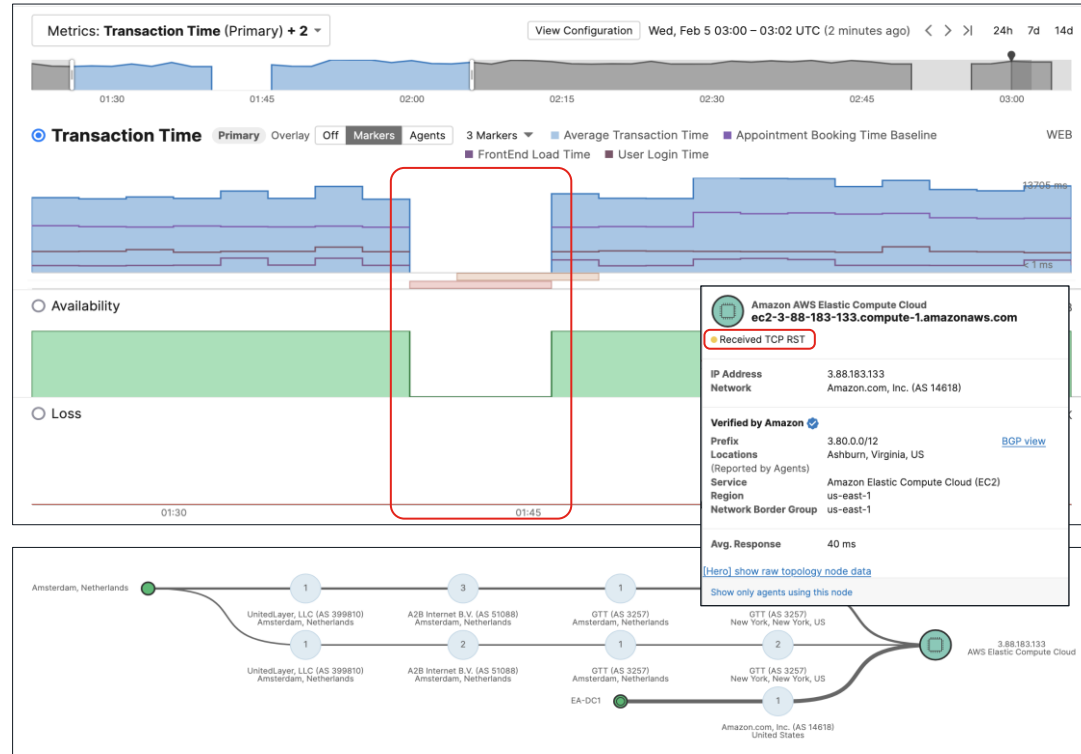 Metrics: Transaction Time (Primary) + 2
View Configuration
Wed, Feb 5 03:00 – 03:02 UTC (2 minutes ago)
24h 7d 14d
01:30 01:45 02:00 02:15 02:30 02:45 03:00
Transaction Time Primary Overlay Off Markers Agents 3 Markers Average Transaction Time Appointment Booking Time Baseline WEB
FrontEnd Load Time User Login Time
13705 ms
< 1 ms
Availability
Loss
01:30 01:45
Amazon AWS Elastic Compute Cloud
ec2-3-88-183-133.compute-1.amazonaws.com
Received TCP RST
IP Address 3.88.183.133
Network Amazon.com, Inc. (AS 14618)
Verified by Amazon
Prefix 3.80.0.0/12 BGP view
Locations Ashburn, Virginia, US
(Reported by Agents)
Service Amazon Elastic Compute Cloud (EC2)
Region us-east-1
Network Border Group us-east-1
Avg. Response 40 ms
[Hero] show raw topology node data
Show only agents using this node
Amsterdam, Netherlands 1 3 1
UnitedLayer, LLC (AS 399810) A2B Internet B.V. (AS 51088) GTT (AS 3257) GTT (AS 3257)
Amsterdam, Netherlands Amsterdam, Netherlands Amsterdam, Netherlands New York, New York, US
1 2 1 2 3.88.183.133
AWS Elastic Compute Cloud
UnitedLayer, LLC (AS 399810) A2B Internet B.V. (AS 51088) GTT (AS 3257) GTT (AS 3257)
Amsterdam, Netherlands Amsterdam, Netherlands Amsterdam, Netherlands New York, New York, US
EA-DC1 1
Amazon.com, Inc. (AS 14618)
United States